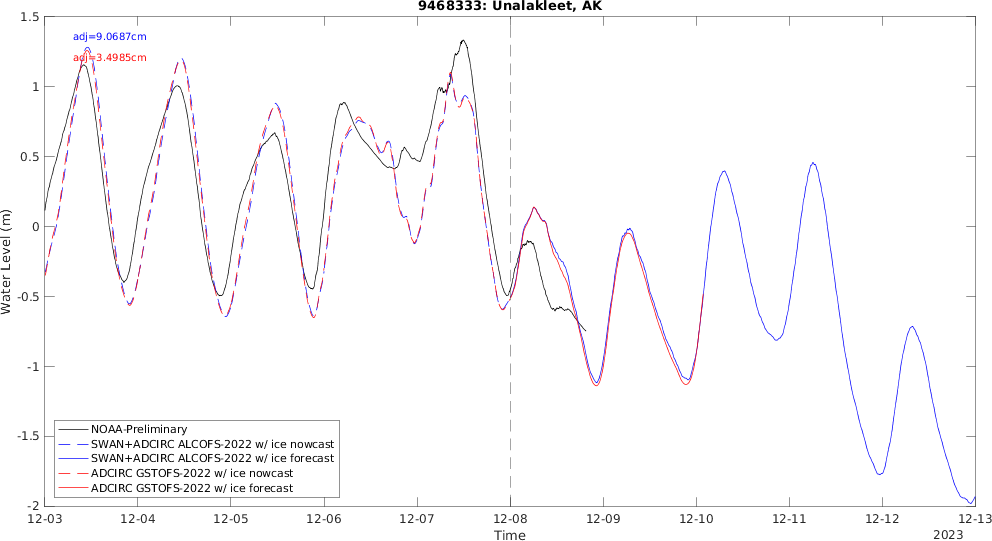 9468333: Unalakleet, AK
adj=9.0687cm
adj=3.4985cm
Water Level (m)
1.5
1
0.5
0
-0.5
-1
-1.5
-2
NOAA-Preliminary
SWAN+ADCIRC ALCOFS-2022 w/ ice nowcast
SWAN+ADCIRC ALCOFS-2022 w/ ice forecast
ADCIRC GSTOFS-2022 w/ ice nowcast
ADCIRC GSTOFS-2022 w/ ice forecast
12-03 12-04 12-05 12-06 12-07 12-08 12-09 12-10 12-11 12-12 12-13
Time
2023